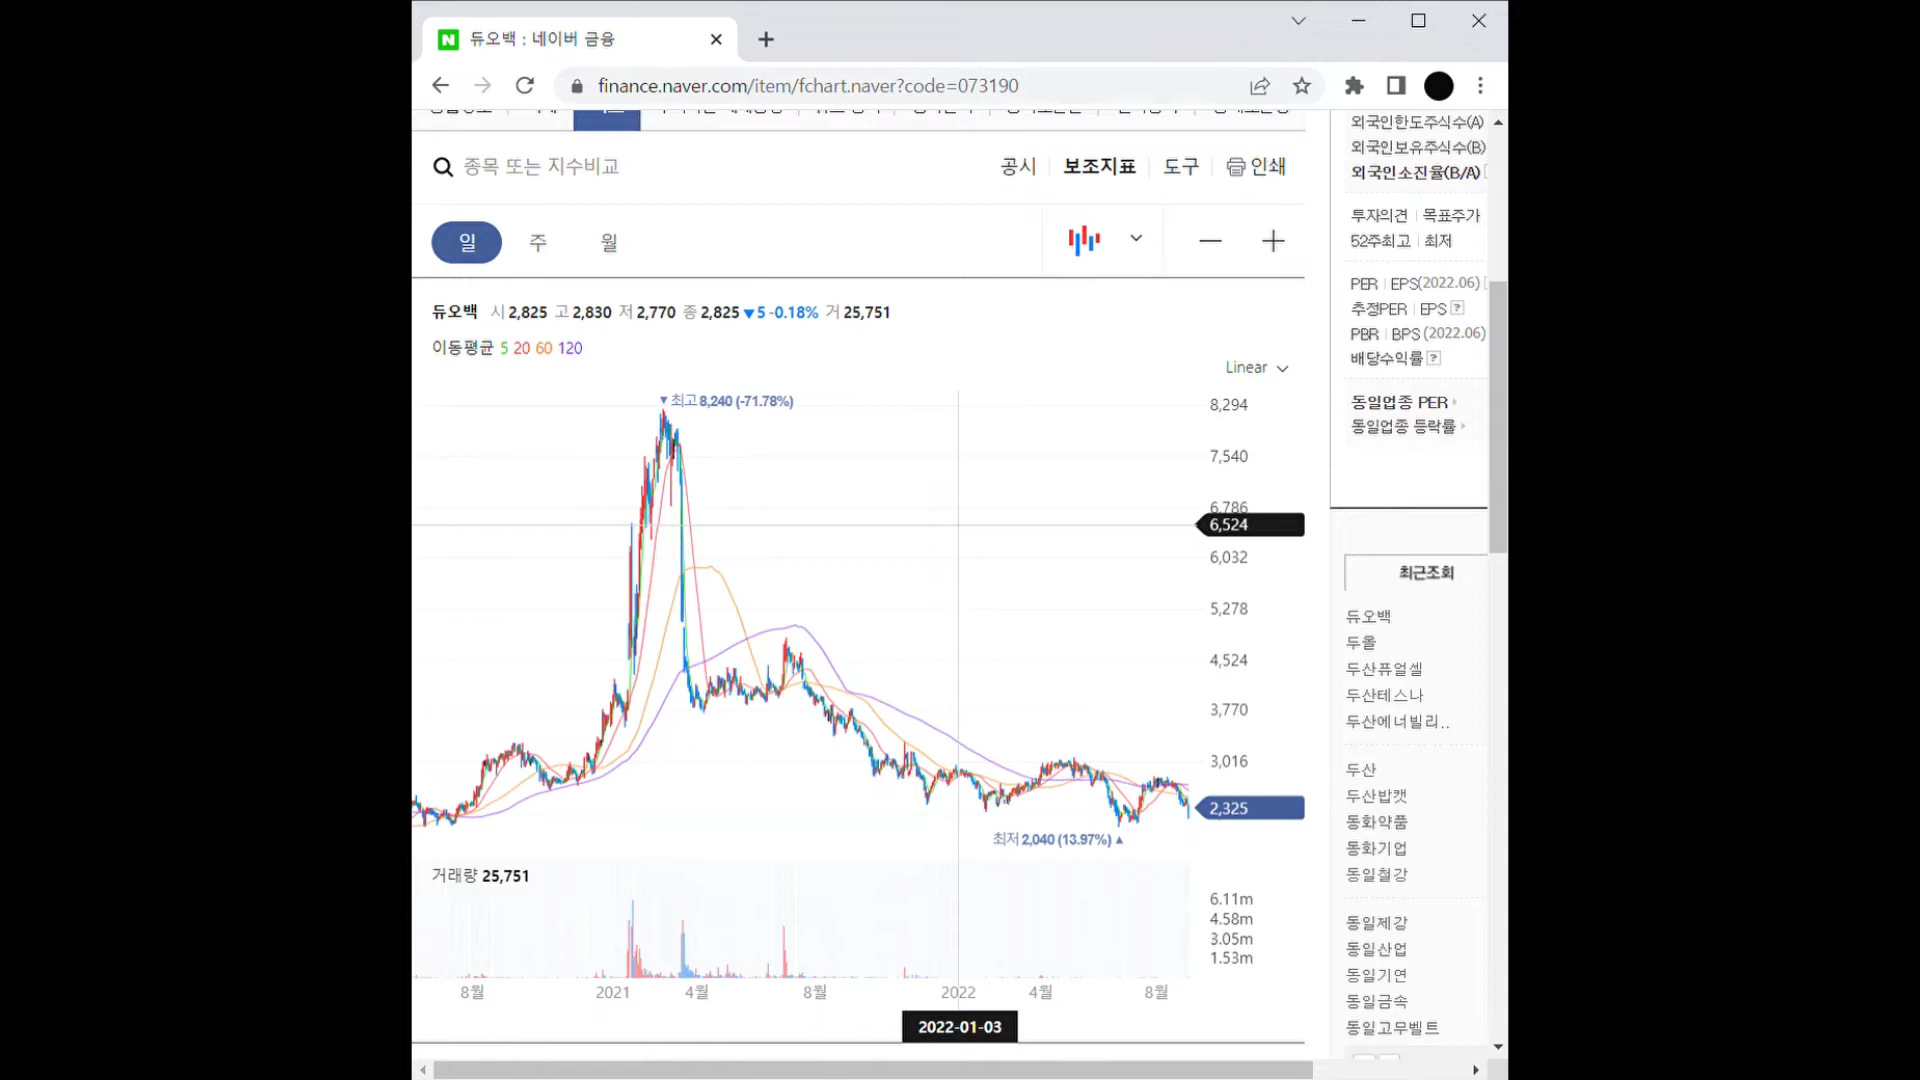 듀오백 : 네이버 금융
finance.naver.com/item/fchart.naver?code=073190
종목 또는 지수비교
공시
보조지표
도구
인쇄
일
주
월
듀오백 시 2,825 고 2,830 저 2,770 종 2,825 ▼5 -0.18% 거 25,751
이동평균 5 20 60 120
Linear
▼최고 8,240 (-71.78%)
8,294
7,540
6,786
6,524
6,032
5,278
4,524
3,770
3,016
2,325
최저 2,040 (13.97%)▲
거래량 25,751
6.11m
4.58m
3.05m
1.53m
8월
2021
4월
8월
2022
4월
8월
2022-01-03
외국인한도주식수(A)
외국인보유주식수(B)
외국인소진율(B/A)
투자의견 | 목표주가
52주최고 | 최저
PER | EPS(2022.06)
추정PER | EPS ?
PBR | BPS (2022.06)
배당수익률 ?
동일업종 PER
동일업종 등락률
최근조회
듀오백
두올
두산퓨얼셀
두산테스나
두산에너빌리..
두산
두산밥캣
동화약품
동화기업
동일철강
동일제강
동일산업
동일기연
동일금속
동일고무벨트